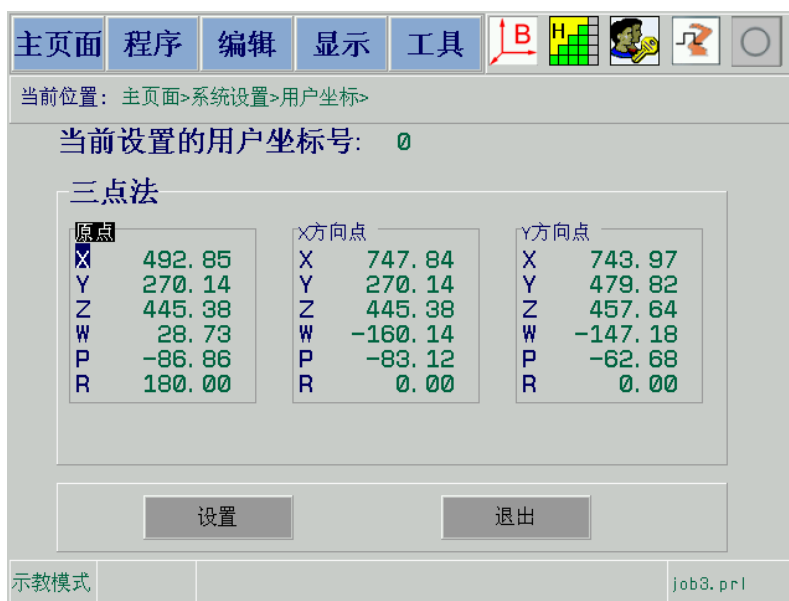 主页面 程序 编辑 显示 工具 B H
当前位置: 主页面>系统设置>用户坐标>
当前设置的用户坐标号: 0
三点法
原点 X方向点 Y方向点
X 492.85 X 747.84 X 743.97
Y 270.14 Y 270.14 Y 479.82
Z 445.38 Z 445.38 Z 457.64
W 28.73 W -160.14 W -147.18
P -86.86 P -83.12 P -62.68
R 180.00 R 0.00 R 0.00
设置 退出
示教模式 job3.prl